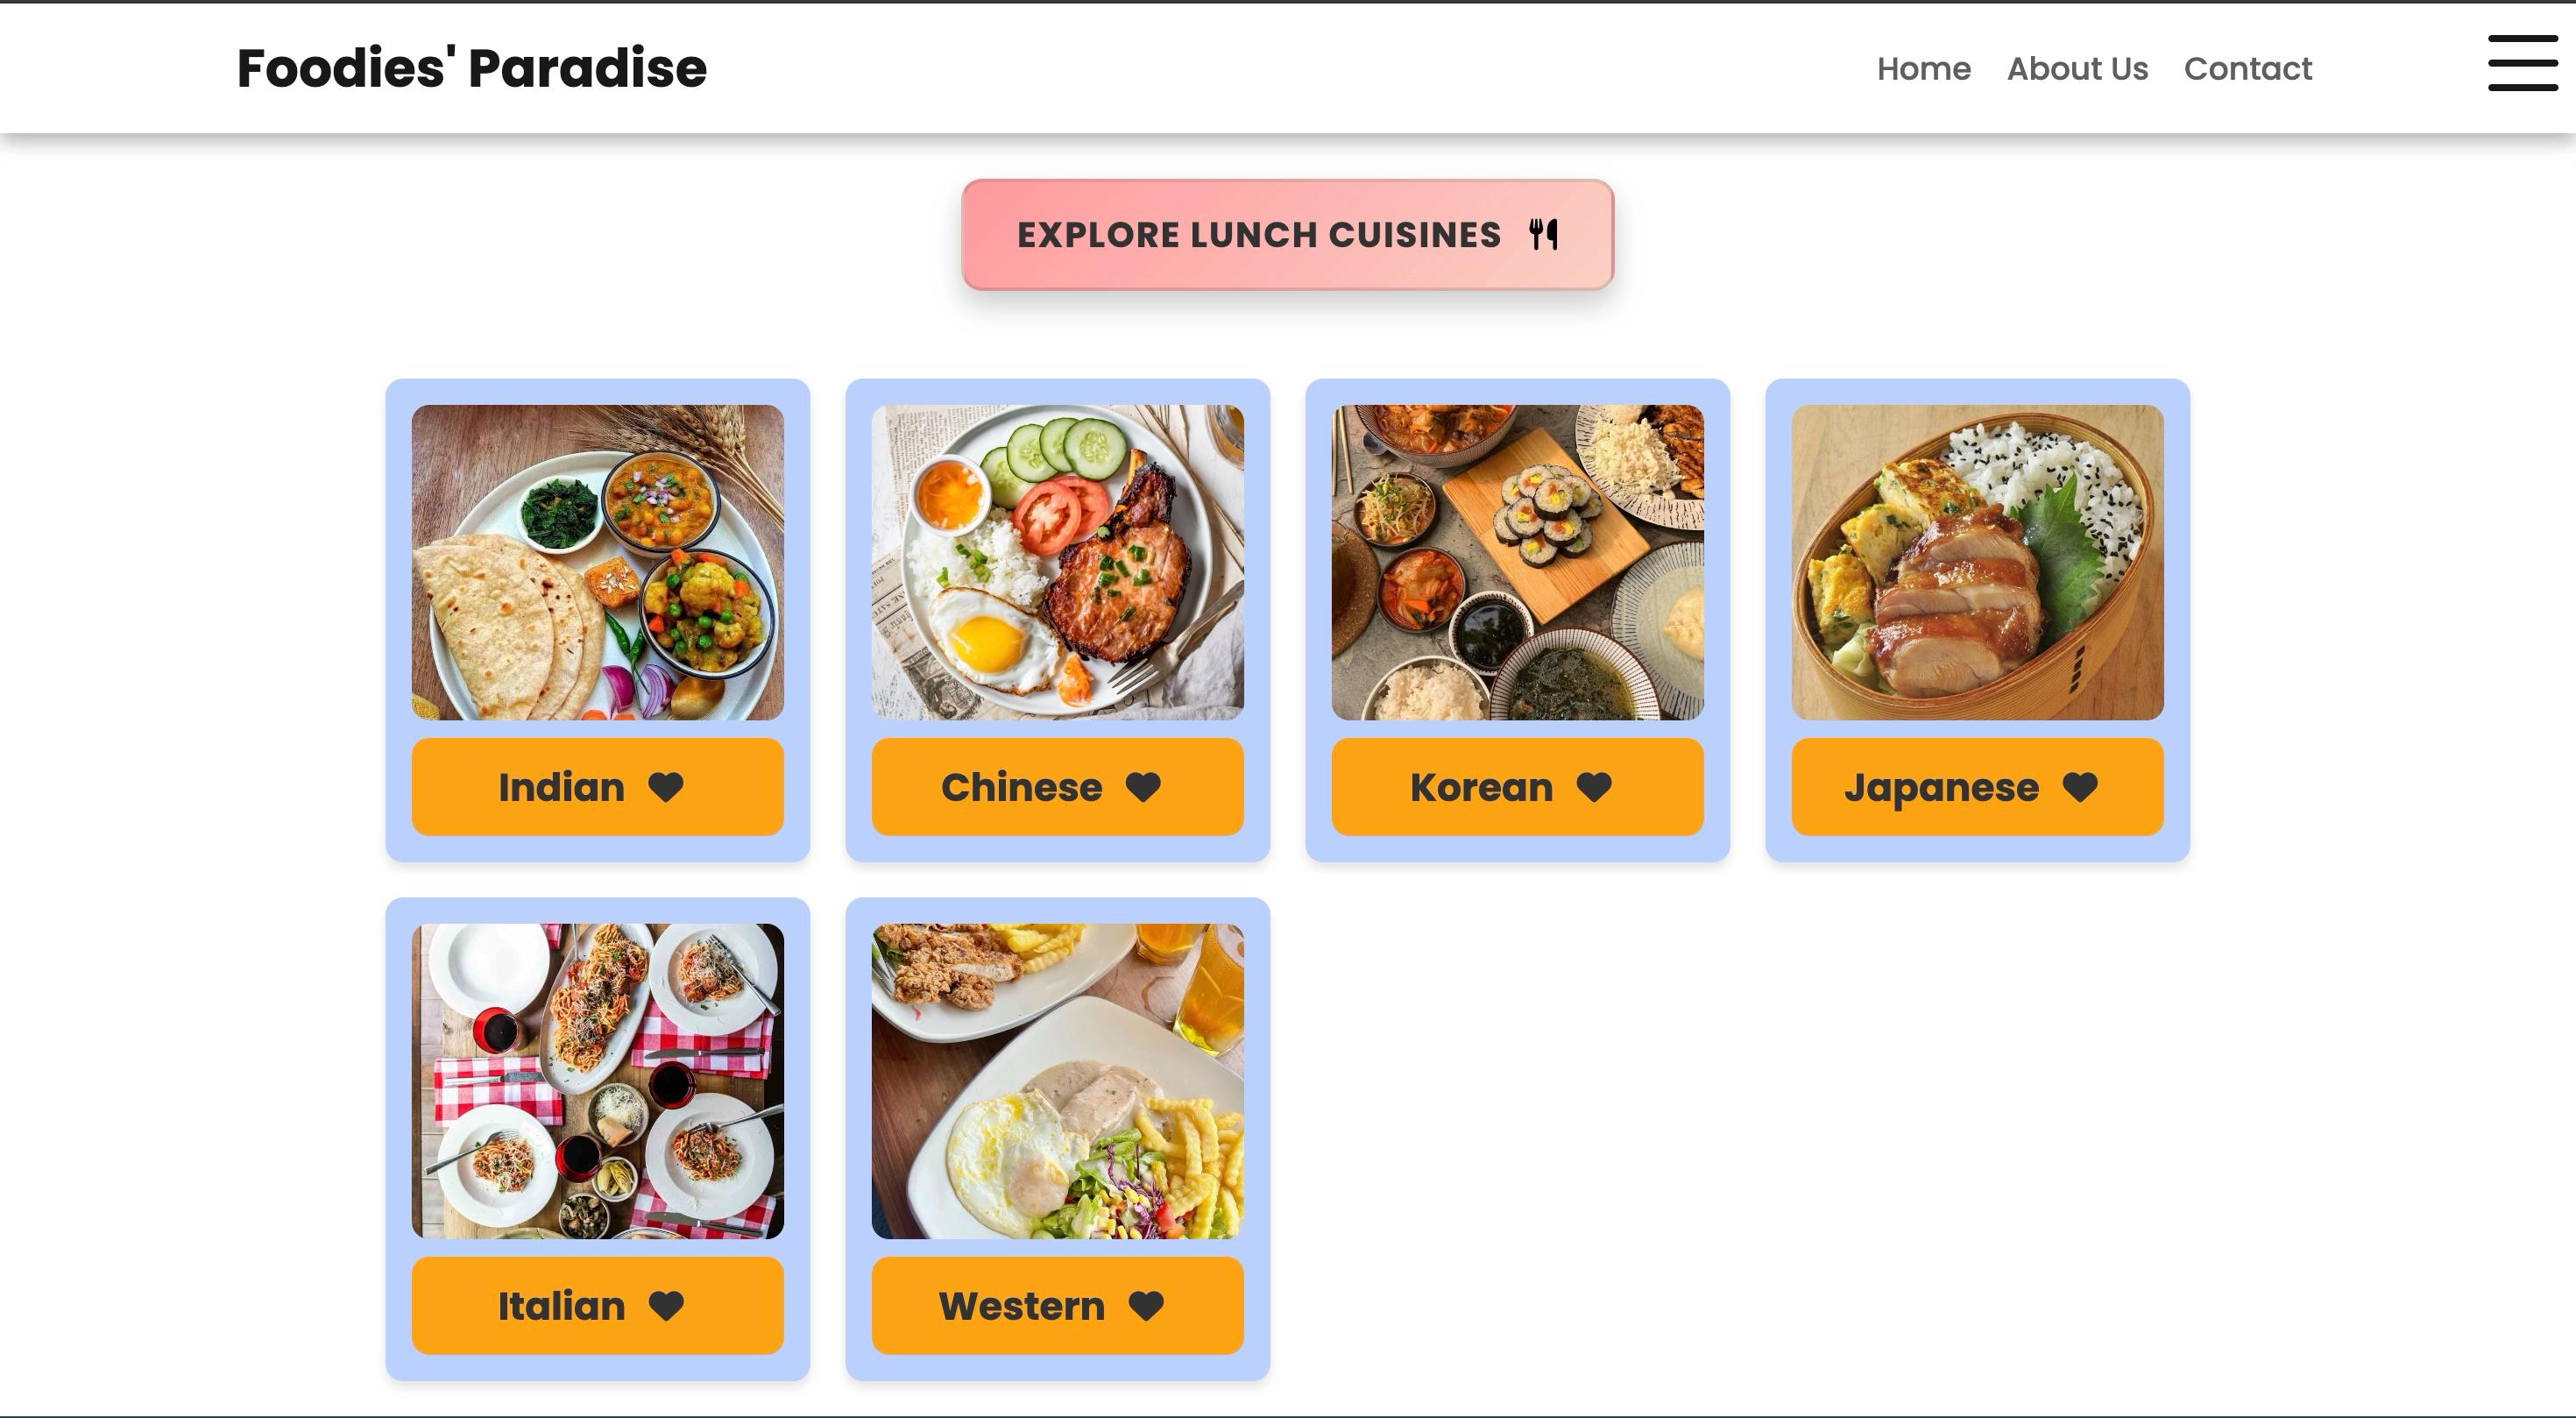 Foodies' Paradise
Home About Us Contact
EXPLORE LUNCH CUISINES
Indian
Chinese
Korean
Japanese
Italian
Western